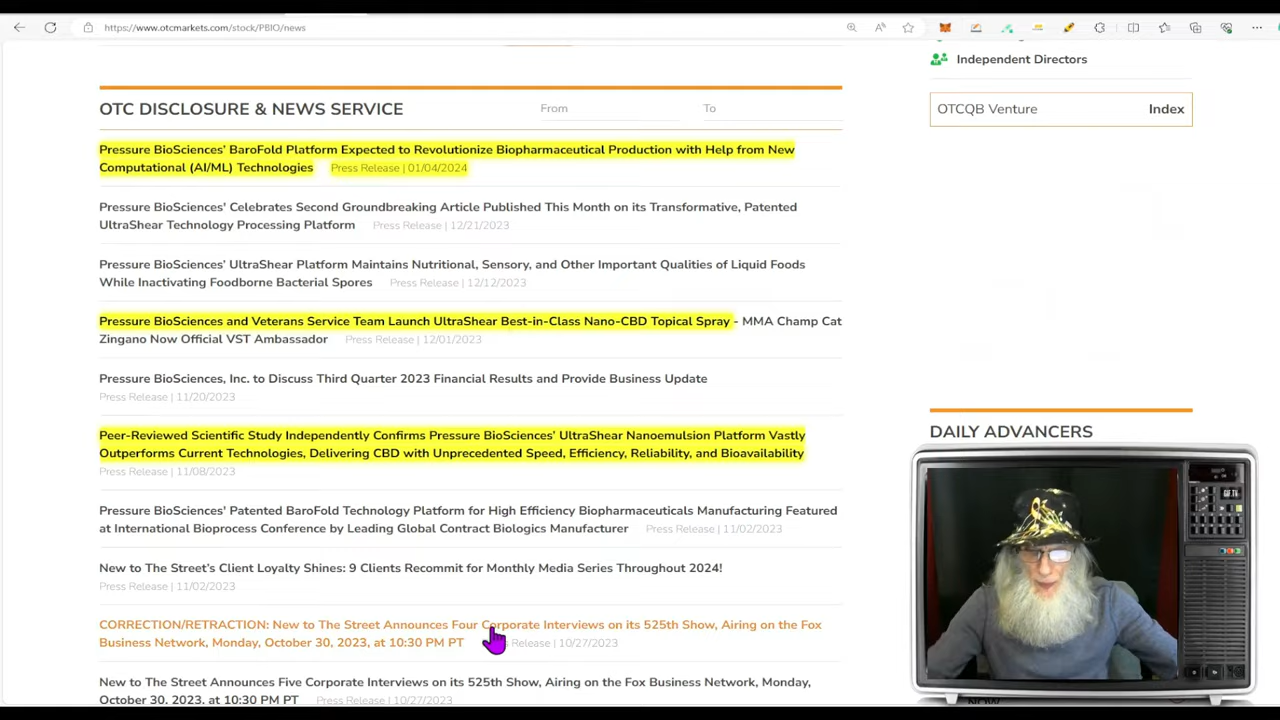 https://www.otcmarkets.com/stock/PBIO/news
Independent Directors
OTC DISCLOSURE & NEWS SERVICE
From
To
OTCQB Venture
Index
Pressure BioSciences’ BaroFold Platform Expected to Revolutionize Biopharmaceutical Production with Help from New
Computational (AI/ML) Technologies Press Release | 01/04/2024
Pressure BioSciences' Celebrates Second Groundbreaking Article Published This Month on its Transformative, Patented
UltraShear Technology Processing Platform Press Release | 12/21/2023
Pressure BioSciences’ UltraShear Platform Maintains Nutritional, Sensory, and Other Important Qualities of Liquid Foods
While Inactivating Foodborne Bacterial Spores Press Release | 12/12/2023
Pressure BioSciences and Veterans Service Team Launch UltraShear Best-in-Class Nano-CBD Topical Spray - MMA Champ Cat
Zingano Now Official VST Ambassador Press Release | 12/01/2023
Pressure BioSciences, Inc. to Discuss Third Quarter 2023 Financial Results and Provide Business Update
Press Release | 11/20/2023
Peer-Reviewed Scientific Study Independently Confirms Pressure BioSciences’ UltraShear Nanoemulsion Platform Vastly
Outperforms Current Technologies, Delivering CBD with Unprecedented Speed, Efficiency, Reliability, and Bioavailability
Press Release | 11/08/2023
Pressure BioSciences' Patented BaroFold Technology Platform for High Efficiency Biopharmaceuticals Manufacturing Featured
at International Bioprocess Conference by Leading Global Contract Biologics Manufacturer Press Release | 11/02/2023
New to The Street’s Client Loyalty Shines: 9 Clients Recommit for Monthly Media Series Throughout 2024!
Press Release | 11/02/2023
CORRECTION/RETRACTION: New to The Street Announces Four Corporate Interviews on its 525th Show, Airing on the Fox
Business Network, Monday, October 30, 2023, at 10:30 PM PT Release | 10/27/2023
New to The Street Announces Five Corporate Interviews on its 525th Show, Airing on the Fox Business Network, Monday,
October 30, 2023, at 10:30 PM PT Press Release | 10/27/2023
DAILY ADVANCERS
GIF.TV